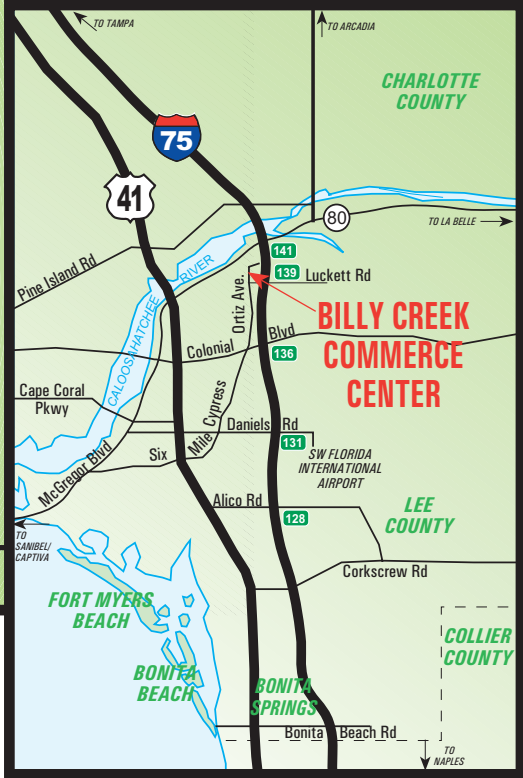 TO TAMPA
TO ARCADIA
CHARLOTTE
COUNTY
75
41
80
TO LA BELLE
141
139
Luckett Rd
Pine Island Rd
CALOOSAHATCHEE
RIVER
Ortiz Ave.
BILLY CREEK
COMMERCE
CENTER
Colonial
Blvd
136
Cape Coral
Pkwy
McGregor Blvd
Six
Mile
Cypress
Daniels
Rd
131
SW FLORIDA
INTERNATIONAL
AIRPORT
Alico Rd
128
LEE
COUNTY
TO
SANIBEL/
CAPTIVA
Corkscrew Rd
FORT MYERS
BEACH
COLLIER
COUNTY
BONITA
BEACH
BONITA
SPRINGS
Bonita
Beach Rd
TO
NAPLES